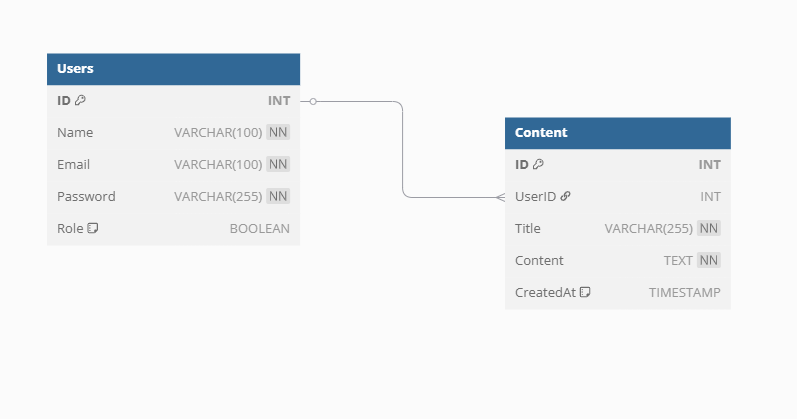 Users
ID INT
Name VARCHAR(100) NN
Email VARCHAR(100) NN
Password VARCHAR(255) NN
Role BOOLEAN
Content
ID INT
UserID INT
Title VARCHAR(255) NN
Content TEXT NN
CreatedAt TIMESTAMP